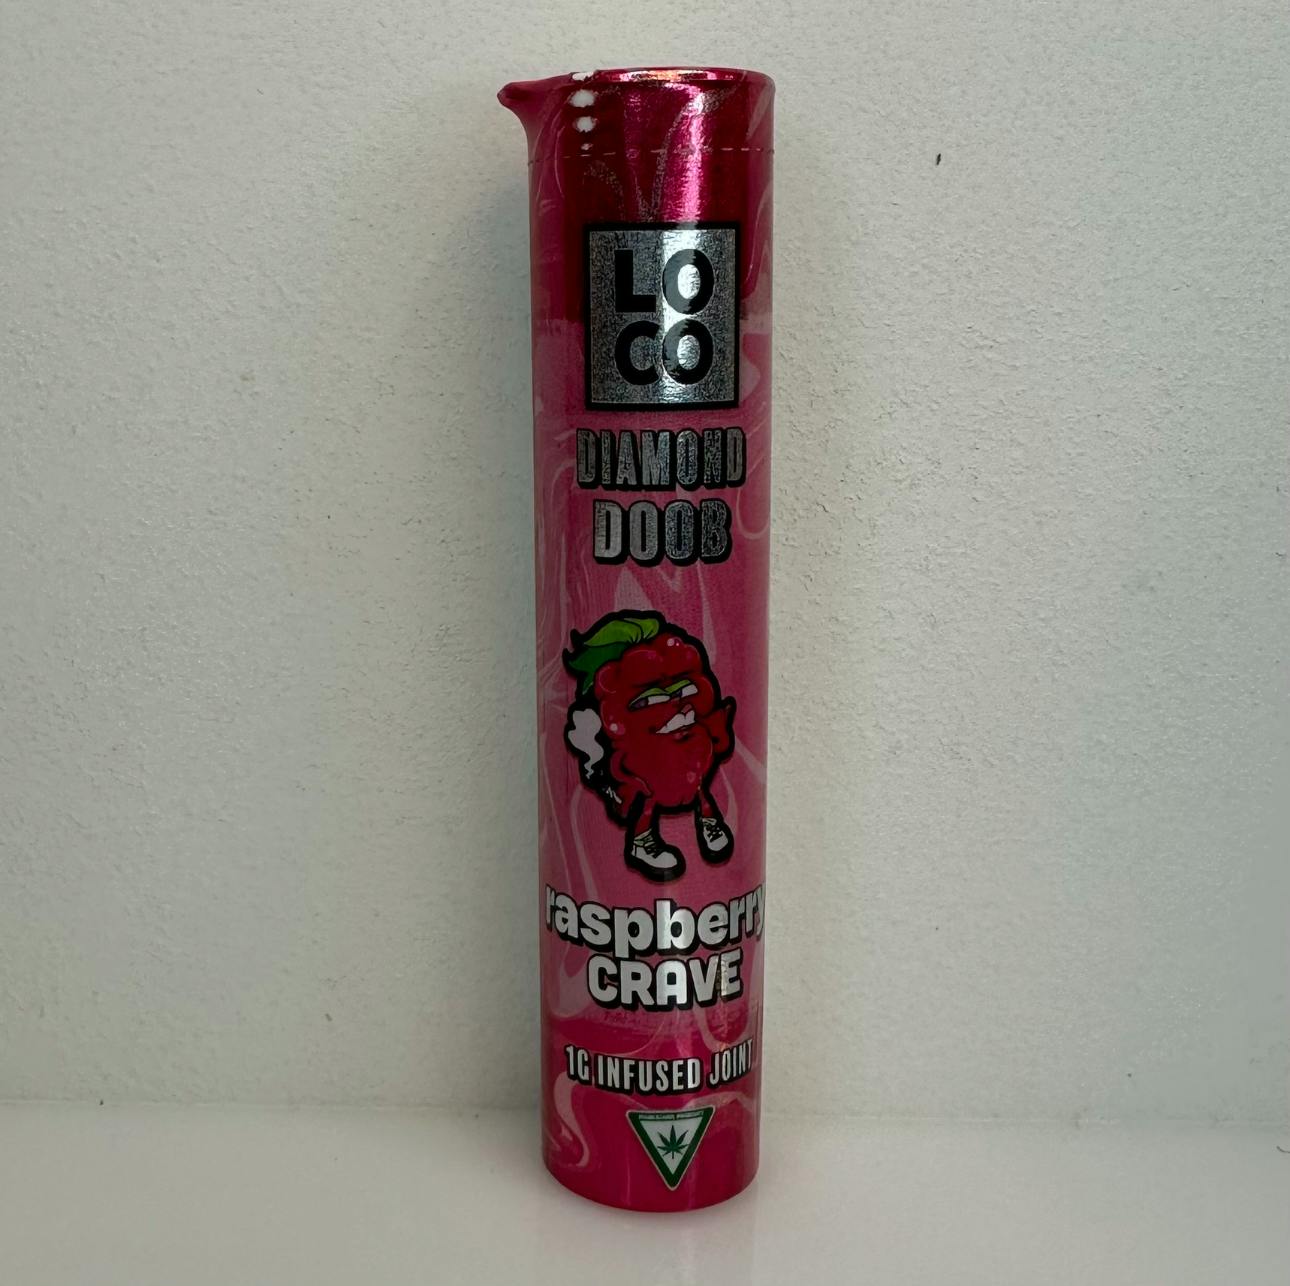 LO
CO
DIAMOND
DOOB
raspberry
CRAVE
1G INFUSED JOINT